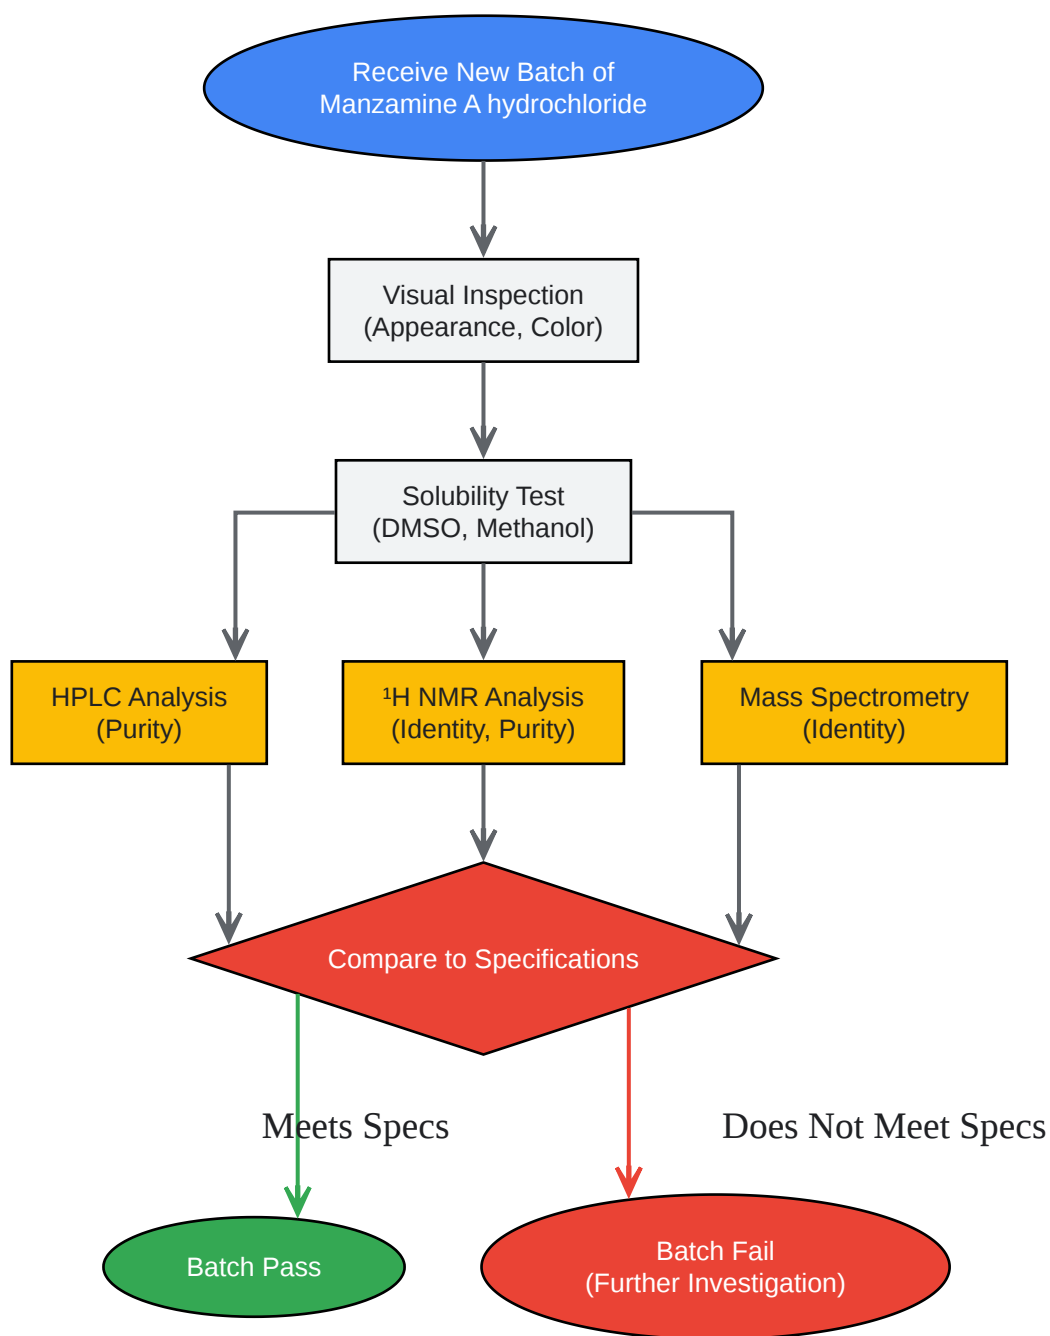 Receive New Batch of
Manzamine A hydrochloride
Visual Inspection
(Appearance, Color)
Solubility Test
(DMSO, Methanol)
HPLC Analysis
(Purity)
¹H NMR Analysis
(Identity, Purity)
Mass Spectrometry
(Identity)
Compare to Specifications
Meets Specs
Does Not Meet Specs
Batch Pass
Batch Fail
(Further Investigation)